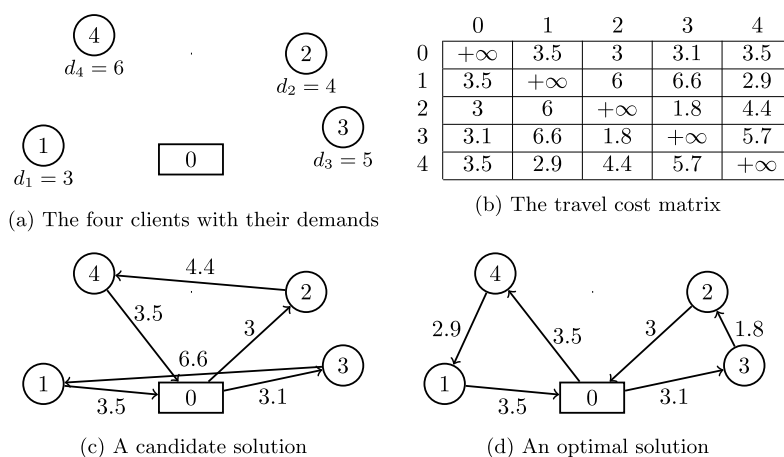 4
d₄ = 6
2
d₂ = 4
3
d₃ = 5
1
d₁ = 3
0
(a) The four clients with their demands
0 1 2 3 4
0 +∞ 3.5 3 3.1 3.5
1 3.5 +∞ 6 6.6 2.9
2 3 6 +∞ 1.8 4.4
3 3.1 6.6 1.8 +∞ 5.7
4 3.5 2.9 4.4 5.7 +∞
(b) The travel cost matrix
4 4.4 2
3.5 3
6.6 3
1 0
3.5 3.1
(c) A candidate solution
4 2
2.9 3.5 3 1.8
3
1 0
3.5 3.1
(d) An optimal solution